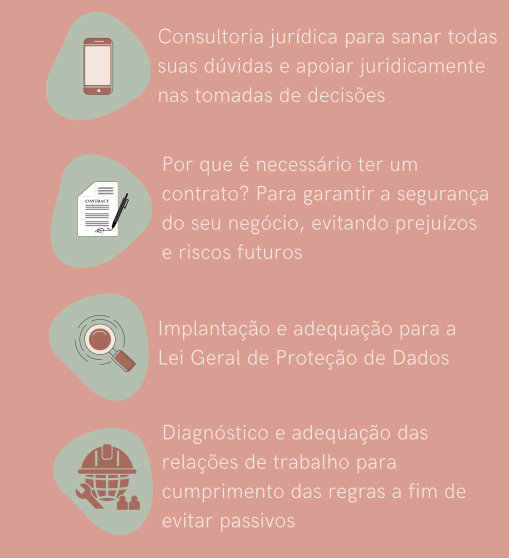 Consultoria jurídica para sanar todas
suas dúvidas e apoiar juridicamente
nas tomadas de decisões
CONTRACT
Por que é necessário ter um
contrato? Para garantir a segurança
do seu negócio, evitando prejuízos
e riscos futuros
Implantação e adequação para a
Lei Geral de Proteção de Dados
Diagnóstico e adequação das
relações de trabalho para
cumprimento das regras a fim de
evitar passivos